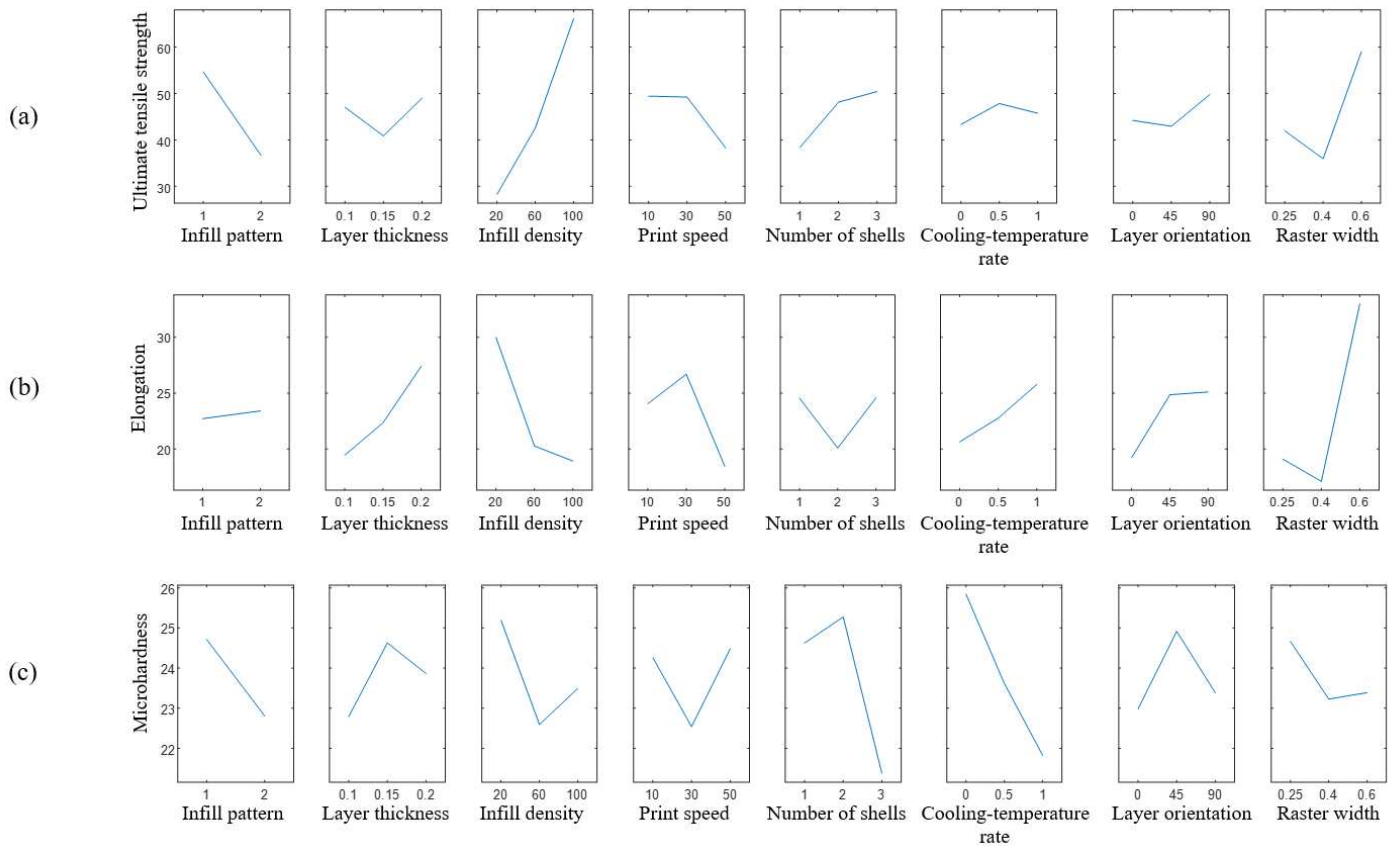 (a)
Ultimate tensile strength
60
50
40
30
1 2
0.1 0.15 0.2
20 60 100
10 30 50
1 2 3
0 0.5 1
0 45 90
0.25 0.4 0.6
Infill pattern
Layer thickness
Infill density
Print speed
Number of shells
Cooling-temperature
rate
Layer orientation
Raster width
(b)
Elongation
30
25
20
1 2
0.1 0.15 0.2
20 60 100
10 30 50
1 2 3
0 0.5 1
0 45 90
0.25 0.4 0.6
Infill pattern
Layer thickness
Infill density
Print speed
Number of shells
Cooling-temperature
rate
Layer orientation
Raster width
(c)
Microhardness
26
25
24
23
22
1 2
0.1 0.15 0.2
20 60 100
10 30 50
1 2 3
0 0.5 1
0 45 90
0.25 0.4 0.6
Infill pattern
Layer thickness
Infill density
Print speed
Number of shells
Cooling-temperature
rate
Layer orientation
Raster width